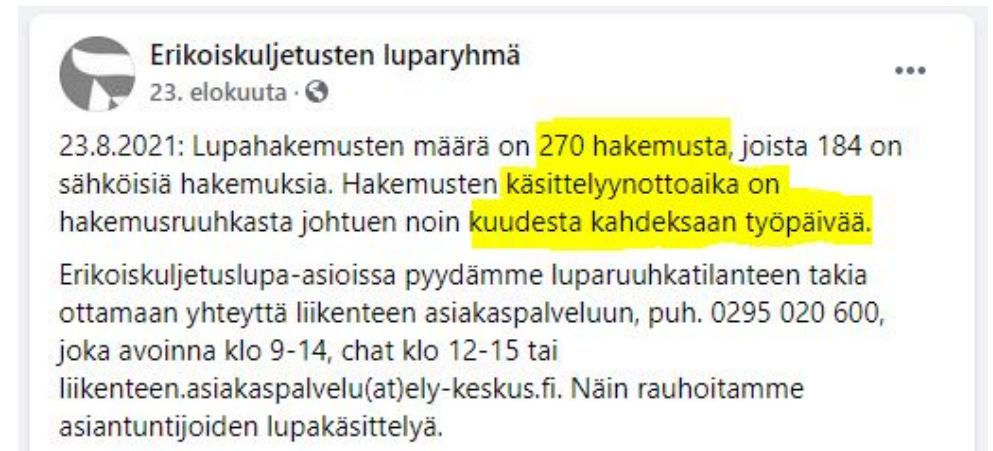 Erikoiskuljetusten luparyhmä
23. elokuuta ·
23.8.2021: Lupahakemusten määrä on 270 hakemusta, joista 184 on
sähköisiä hakemuksia. Hakemusten käsittelyynottoaika on
hakemusruuhkasta johtuen noin kuudesta kahdeksaan työpäivää.
Erikoiskuljetuslupa-asioissa pyydämme luparuuhkatilanteen takia
ottamaan yhteyttä liikenteen asiakaspalveluun, puh. 0295 020 600,
joka avoinna klo 9-14, chat klo 12-15 tai
liikenteen.asiakaspalvelu(at)ely-keskus.fi. Näin rauhoitamme
asiantuntijoiden lupakäsittelyä.